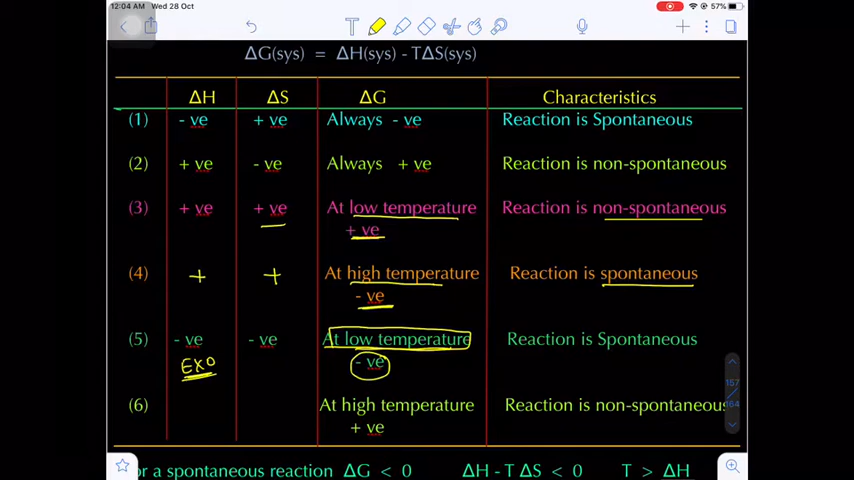 12:04 AM Wed 28 Oct 57%
ΔG(sys) = ΔH(sys) - TΔS(sys)
ΔH ΔS ΔG Characteristics
(1) - ve + ve Always - ve Reaction is Spontaneous
(2) + ve - ve Always + ve Reaction is non-spontaneous
(3) + ve + ve At low temperature Reaction is non-spontaneous
+ ve
(4) + + At high temperature Reaction is spontaneous
- ve
(5) - ve - ve At low temperature Reaction is Spontaneous
EXO - ve
157
164
(6) At high temperature Reaction is non-spontaneous
+ ve
or a spontaneous reaction ΔG < 0 ΔH - T ΔS < 0 T > ΔH